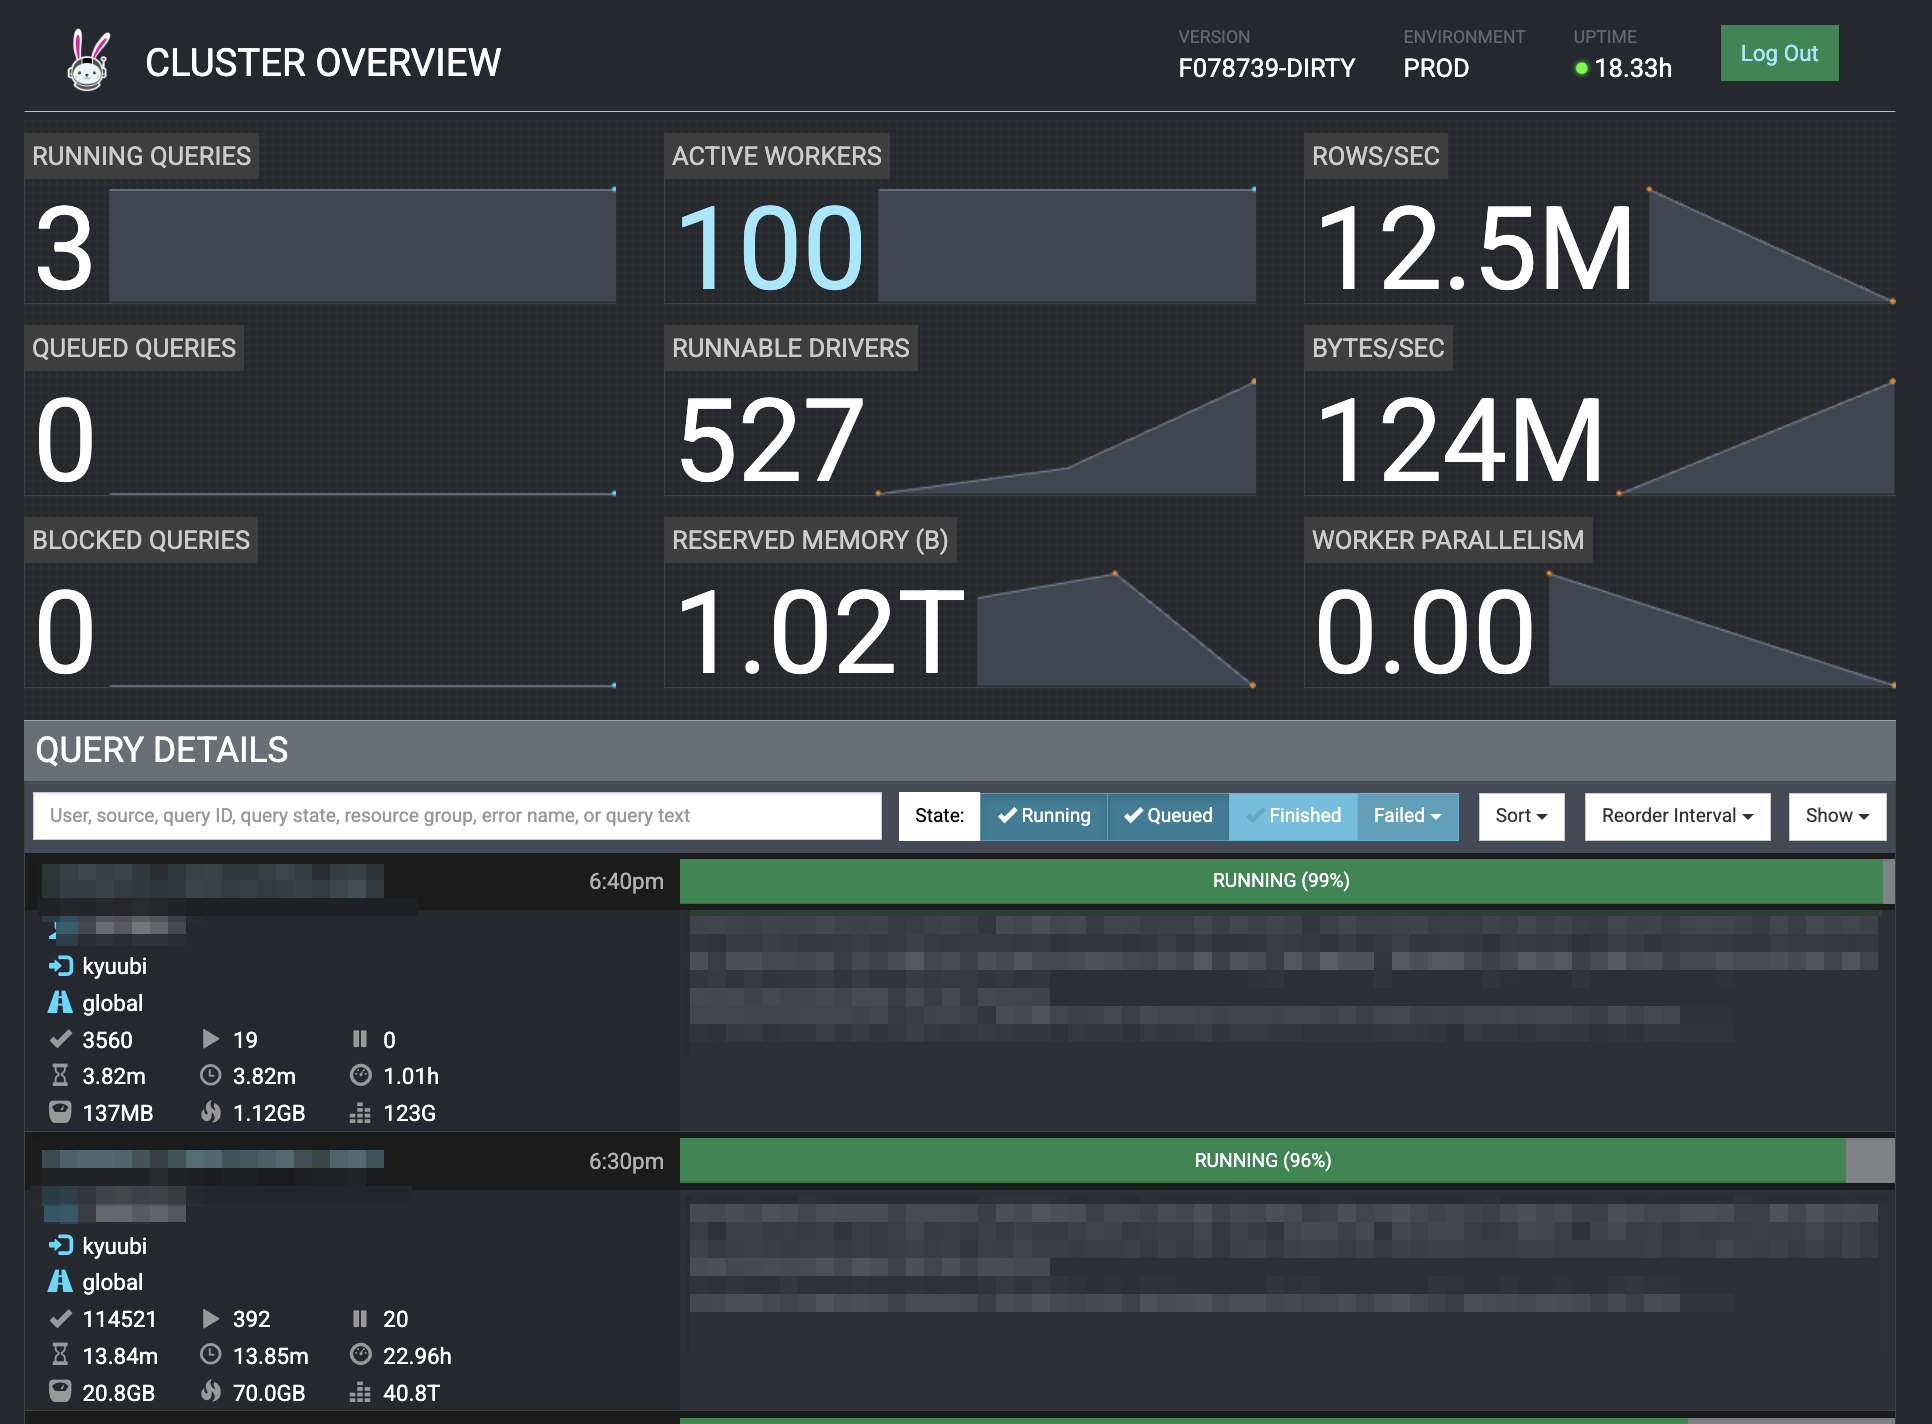 CLUSTER OVERVIEW
VERSION
F078739-DIRTY
ENVIRONMENT
PROD
UPTIME
18.33h
Log Out
RUNNING QUERIES
3
ACTIVE WORKERS
100
ROWS/SEC
12.5M
QUEUED QUERIES
0
RUNNABLE DRIVERS
527
BYTES/SEC
124M
BLOCKED QUERIES
0
RESERVED MEMORY (B)
1.02T
WORKER PARALLELISM
0.00
QUERY DETAILS
User, source, query ID, query state, resource group, error name, or query text
State:
Running
Queued
Finished
Failed
Sort
Reorder Interval
Show
6:40pm
RUNNING (99%)
kyuubi
global
3560 19 0
3.82m 3.82m 1.01h
137MB 1.12GB 123G
6:30pm
RUNNING (96%)
kyuubi
global
114521 392 20
13.84m 13.85m 22.96h
20.8GB 70.0GB 40.8T